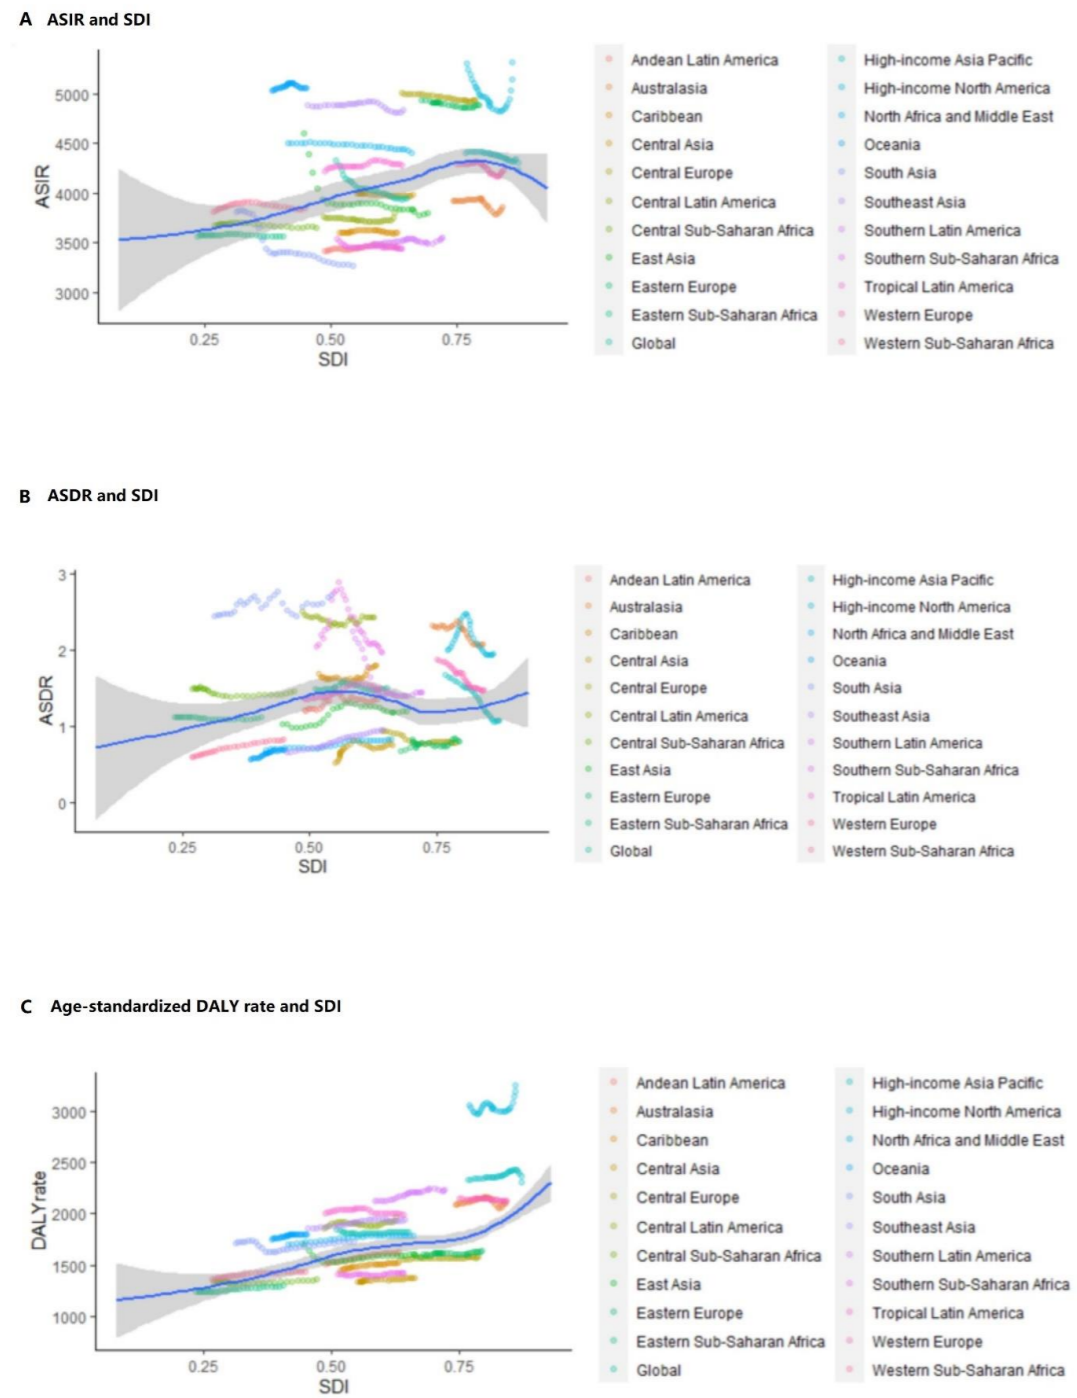 A ASIR and SDI
5000
4500
4000
3500
3000
ASIR
0.25 0.50 0.75
SDI
Andean Latin America
Australasia
Caribbean
Central Asia
Central Europe
Central Latin America
Central Sub-Saharan Africa
East Asia
Eastern Europe
Eastern Sub-Saharan Africa
Global
High-income Asia Pacific
High-income North America
North Africa and Middle East
Oceania
South Asia
Southeast Asia
Southern Latin America
Southern Sub-Saharan Africa
Tropical Latin America
Western Europe
Western Sub-Saharan Africa
B ASDR and SDI
3
2
1
0
ASDR
0.25 0.50 0.75
SDI
Andean Latin America
Australasia
Caribbean
Central Asia
Central Europe
Central Latin America
Central Sub-Saharan Africa
East Asia
Eastern Europe
Eastern Sub-Saharan Africa
Global
High-income Asia Pacific
High-income North America
North Africa and Middle East
Oceania
South Asia
Southeast Asia
Southern Latin America
Southern Sub-Saharan Africa
Tropical Latin America
Western Europe
Western Sub-Saharan Africa
C Age-standardized DALY rate and SDI
3000
2500
2000
1500
1000
DALYrate
0.25 0.50 0.75
SDI
Andean Latin America
Australasia
Caribbean
Central Asia
Central Europe
Central Latin America
Central Sub-Saharan Africa
East Asia
Eastern Europe
Eastern Sub-Saharan Africa
Global
High-income Asia Pacific
High-income North America
North Africa and Middle East
Oceania
South Asia
Southeast Asia
Southern Latin America
Southern Sub-Saharan Africa
Tropical Latin America
Western Europe
Western Sub-Saharan Africa